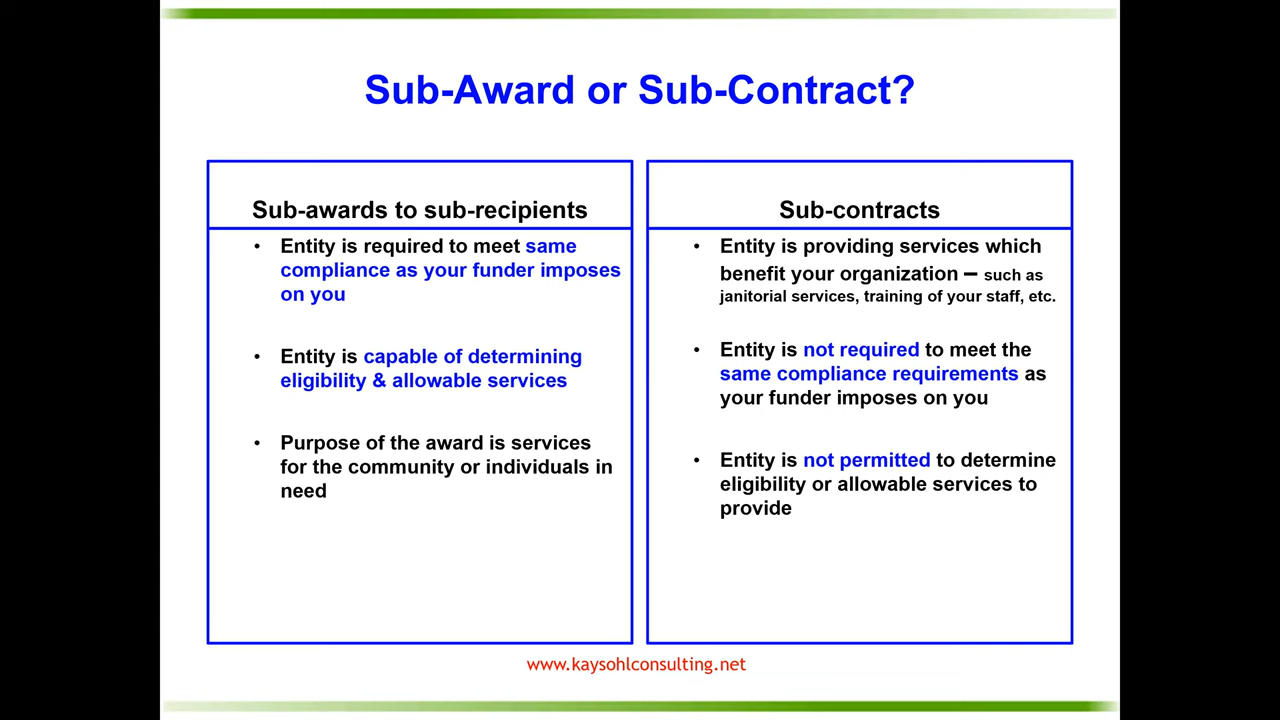 Sub-Award or Sub-Contract?
Sub-awards to sub-recipients
• Entity is required to meet same
compliance as your funder imposes
on you
• Entity is capable of determining
eligibility & allowable services
• Purpose of the award is services
for the community or individuals in
need
Sub-contracts
• Entity is providing services which
benefit your organization – such as
janitorial services, training of your staff, etc.
• Entity is not required to meet the
same compliance requirements as
your funder imposes on you
• Entity is not permitted to determine
eligibility or allowable services to
provide
www.kaysohlconsulting.net